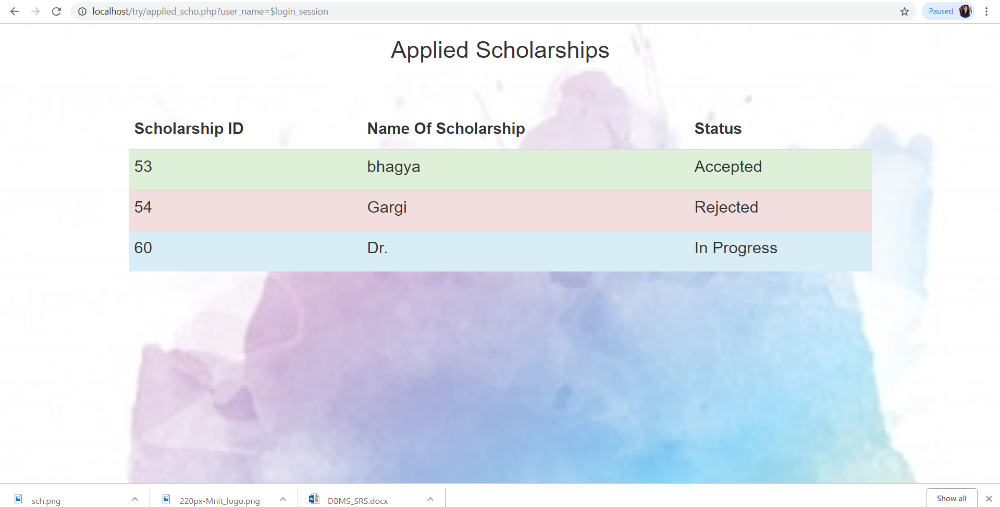 localhost/try/applied_scho.php?user_name=$login_session
Paused
Applied Scholarships
Scholarship ID Name Of Scholarship Status
53 bhagya Accepted
54 Gargi Rejected
60 Dr. In Progress
sch.png 220px-Mnit_logo.png DBMS_SRS.docx Show all